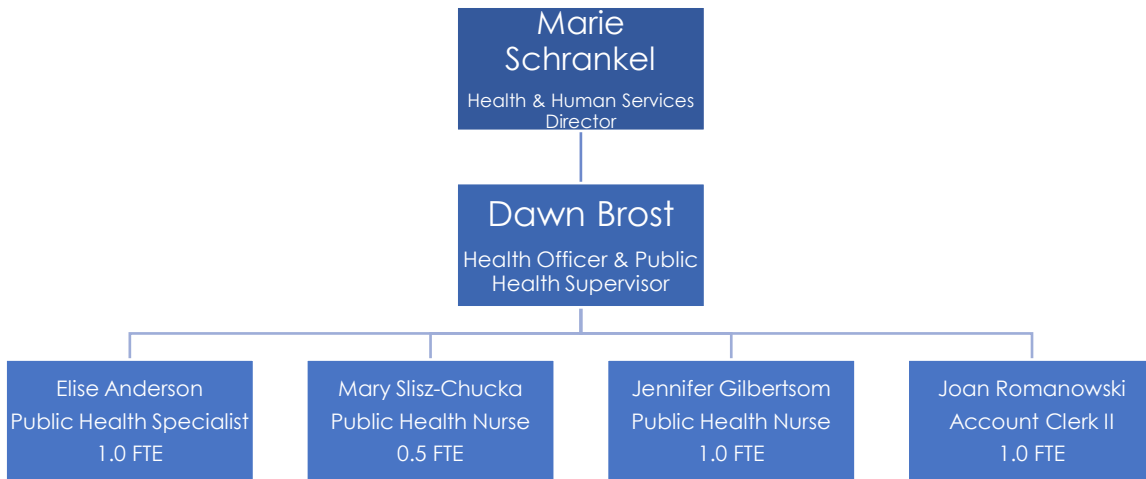 Marie
Schrankel
Health & Human Services
Director
Dawn Brost
Health Officer & Public
Health Supervisor
Elise Anderson
Public Health Specialist
1.0 FTE
Mary Slisz-Chucka
Public Health Nurse
0.5 FTE
Jennifer Gilbertsom
Public Health Nurse
1.0 FTE
Joan Romanowski
Account Clerk II
1.0 FTE